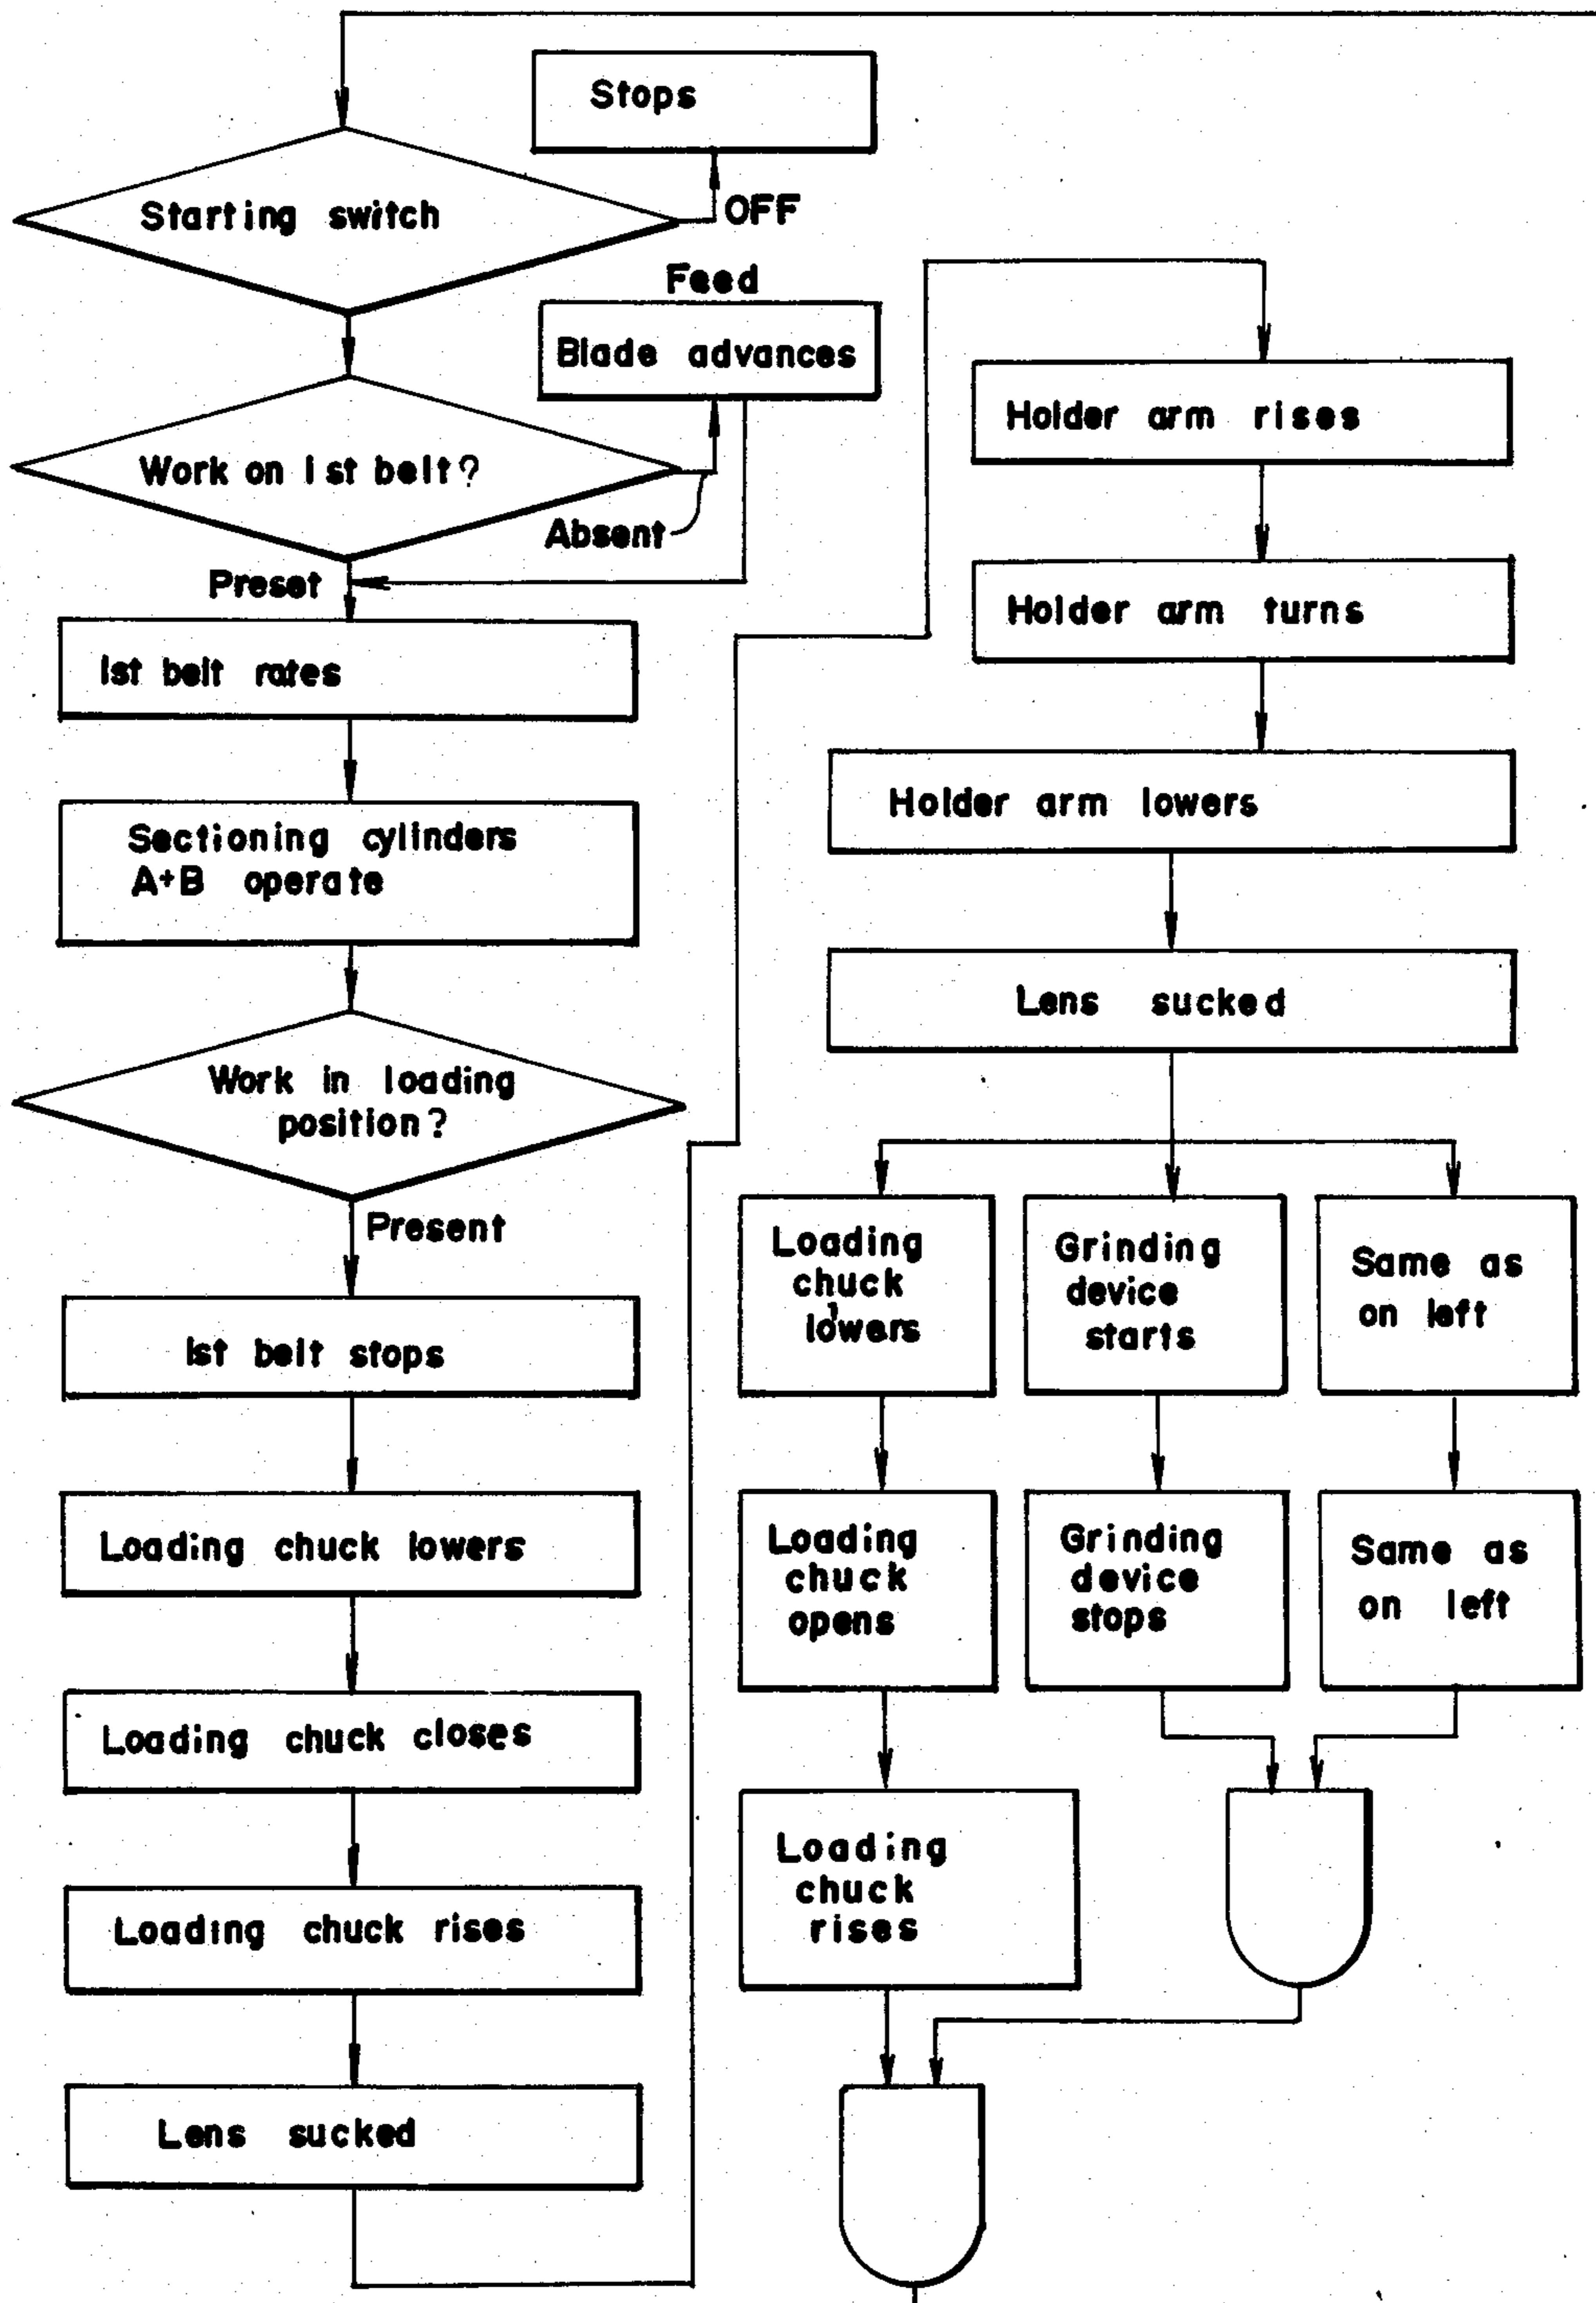 Stops
Starting switch
OFF
Feed
Blade advances
Work on 1st belt?
Absent
Preset
1st belt rates
Sectioning cylinders
A+B operate
Work in loading
position?
Present
1st belt stops
Loading chuck lowers
Loading chuck closes
Loading chuck rises
Lens sucked
Holder arm rises
Holder arm turns
Holder arm lowers
Lens sucked
Loading
chuck
lowers
Grinding
device
starts
Same as
on left
Loading
chuck
opens
Grinding
device
stops
Same as
on left
Loading
chuck
rises